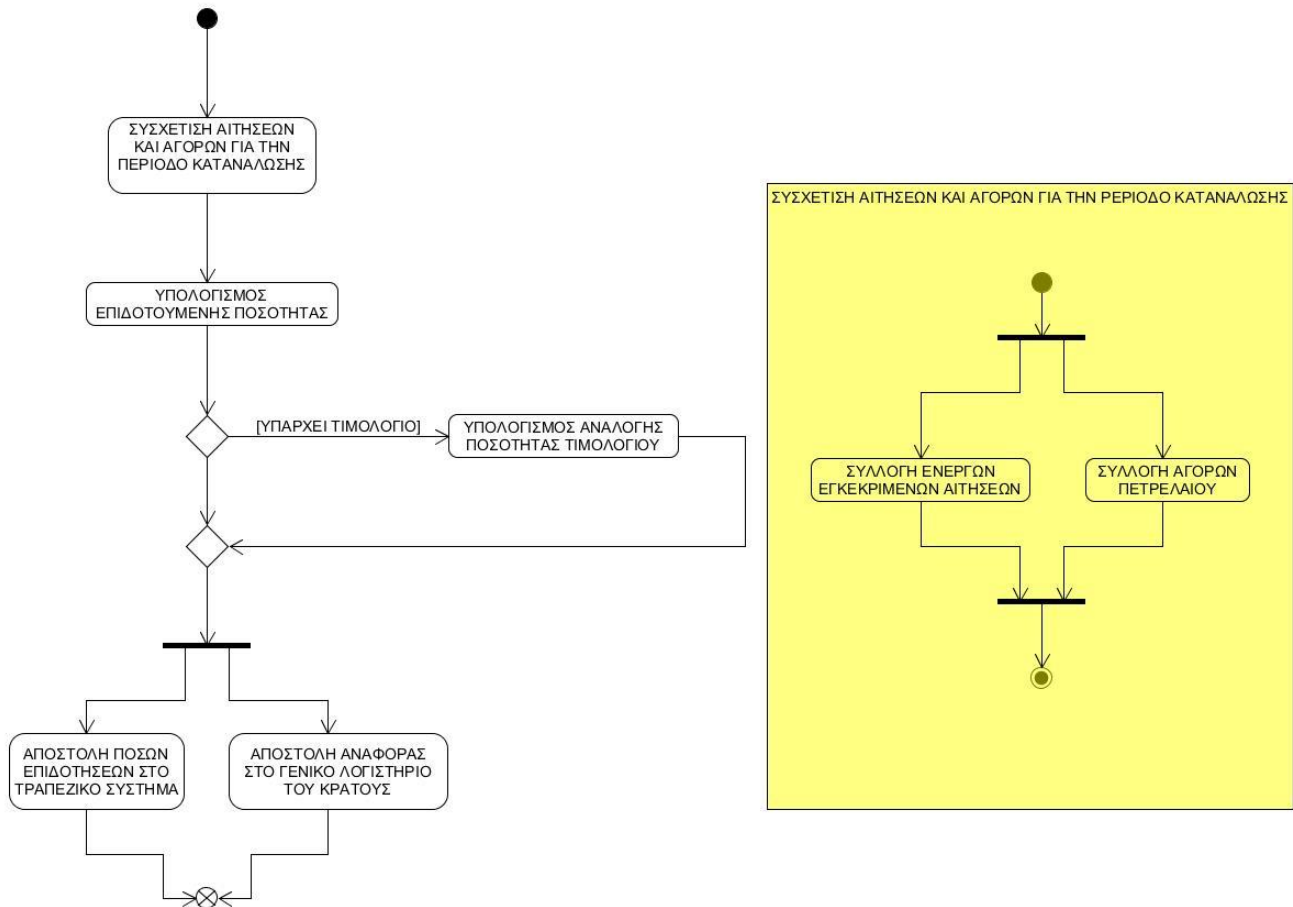 ΣΥΣΧΕΤΙΣΗ ΑΙΤΗΣΕΩΝ
ΚΑΙ ΑΓΟΡΩΝ ΓΙΑ ΤΗΝ
ΠΕΡΙΟΔΟ ΚΑΤΑΝΑΛΩΣΗΣ
ΥΠΟΛΟΓΙΣΜΟΣ
ΕΠΙΔΟΤΟΥΜΕΝΗΣ ΠΟΣΟΤΗΤΑΣ
[ΥΠΑΡΧΕΙ ΤΙΜΟΛΟΓΙΟ]
ΥΠΟΛΟΓΙΣΜΟΣ ΑΝΑΛΟΓΗΣ
ΠΟΣΟΤΗΤΑΣ ΤΙΜΟΛΟΓΙΟΥ
ΑΠΟΣΤΟΛΗ ΠΟΣΩΝ
ΕΠΙΔΟΤΗΣΕΩΝ ΣΤΟ
ΤΡΑΠΕΖΙΚΟ ΣΥΣΤΗΜΑ
ΑΠΟΣΤΟΛΗ ΑΝΑΦΟΡΑΣ
ΣΤΟ ΓΕΝΙΚΟ ΛΟΓΙΣΤΗΡΙΟ
ΤΟΥ ΚΡΑΤΟΥΣ
ΣΥΣΧΕΤΙΣΗ ΑΙΤΗΣΕΩΝ ΚΑΙ ΑΓΟΡΩΝ ΓΙΑ ΤΗΝ ΡΕΡΙΟΔΟ ΚΑΤΑΝΑΛΩΣΗΣ
ΣΥΛΛΟΓΗ ΕΝΕΡΓΩΝ
ΕΓΚΕΚΡΙΜΕΝΩΝ ΑΙΤΗΣΕΩΝ
ΣΥΛΛΟΓΗ ΑΓΟΡΩΝ
ΠΕΤΡΕΛΑΙΟΥ